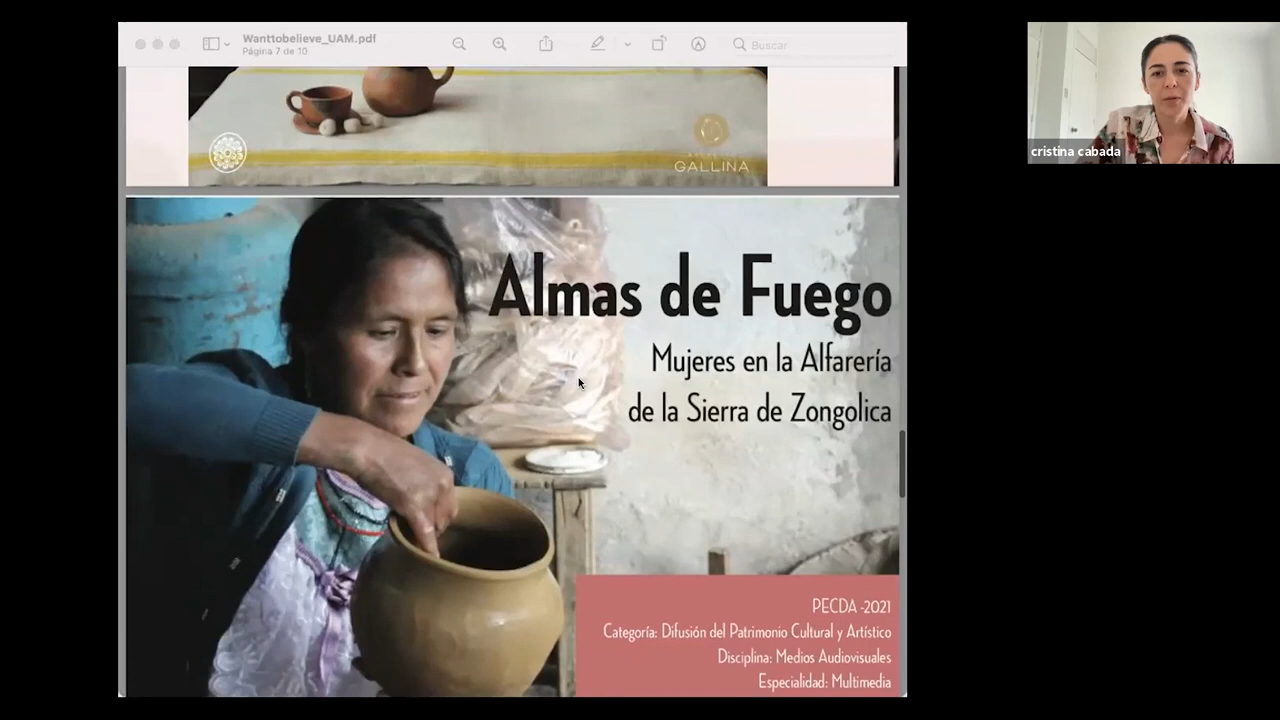 Wanttobelieve_UAM.pdf
Página 7 de 10
Buscar
GALLINA
Almas de Fuego
Mujeres en la Alfarería
de la Sierra de Zongolica
PECDA -2021
Categoría: Difusión del Patrimonio Cultural y Artístico
Disciplina: Medios Audiovisuales
Especialidad: Multimedia
cristina cabada